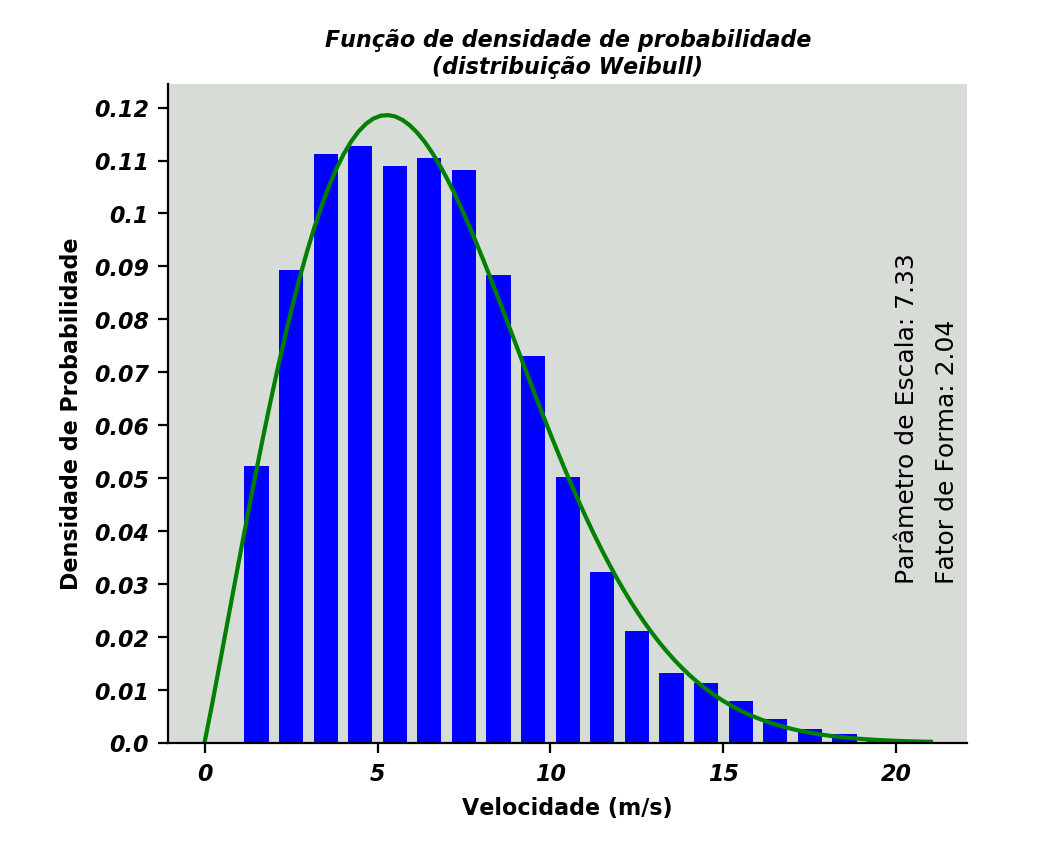 Função de densidade de probabilidade
(distribuição Weibull)
Densidade de Probabilidade
0.12
0.11
0.1
0.09
0.08
0.07
0.06
0.05
0.04
0.03
0.02
0.01
0.0
Parâmetro de Escala: 7.33
Fator de Forma: 2.04
0 5 10 15 20
Velocidade (m/s)